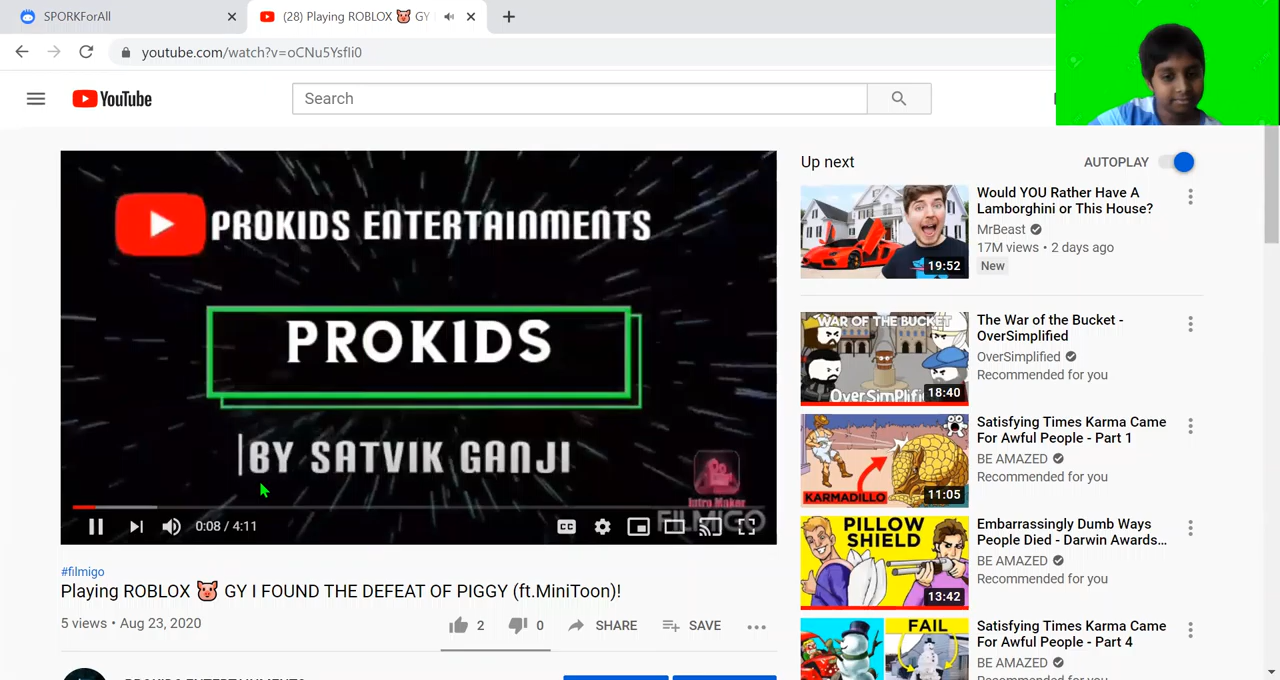 SPORKForAll
(28) Playing ROBLOX 🐷 GY
youtube.com/watch?v=oCNu5YsfIi0
YouTube
Search
PROKIDS ENTERTAINMENTS
PROKIDS
BY SATVIK GANJI
Intro Maker
FILMIGO
0:08 / 4:11
CC
#filmigo
Playing ROBLOX 🐷 GY I FOUND THE DEFEAT OF PIGGY (ft.MiniToon)!
5 views • Aug 23, 2020
2
0
SHARE
SAVE
Up next
AUTOPLAY
19:52
Would YOU Rather Have A
Lamborghini or This House?
MrBeast
17M views • 2 days ago
New
WAR OF THE BUCKET
OverSimplifi
18:40
The War of the Bucket -
OverSimplified
OverSimplified
Recommended for you
KARMADILLO
11:05
Satisfying Times Karma Came
For Awful People - Part 1
BE AMAZED
Recommended for you
PILLOW
SHIELD
13:42
Embarrassingly Dumb Ways
People Died - Darwin Awards...
BE AMAZED
Recommended for you
FAIL
Satisfying Times Karma Came
For Awful People - Part 4
BE AMAZED